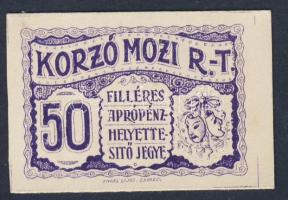 KORZÓ MOZI R-T.
50
FILLÉRES
APRÓPÉNZ
HELYETTE-
SÍTŐ JEGYE